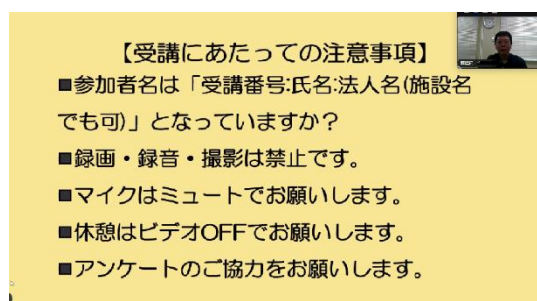 【受講にあたっての注意事項】
■参加者名は「受講番号:氏名:法人名(施設名
でも可)」となっていますか？
■録画・録音・撮影は禁止です。
■マイクはミュートでお願いします。
■休憩はビデオOFFでお願いします。
■アンケートのご協力をお願いします。